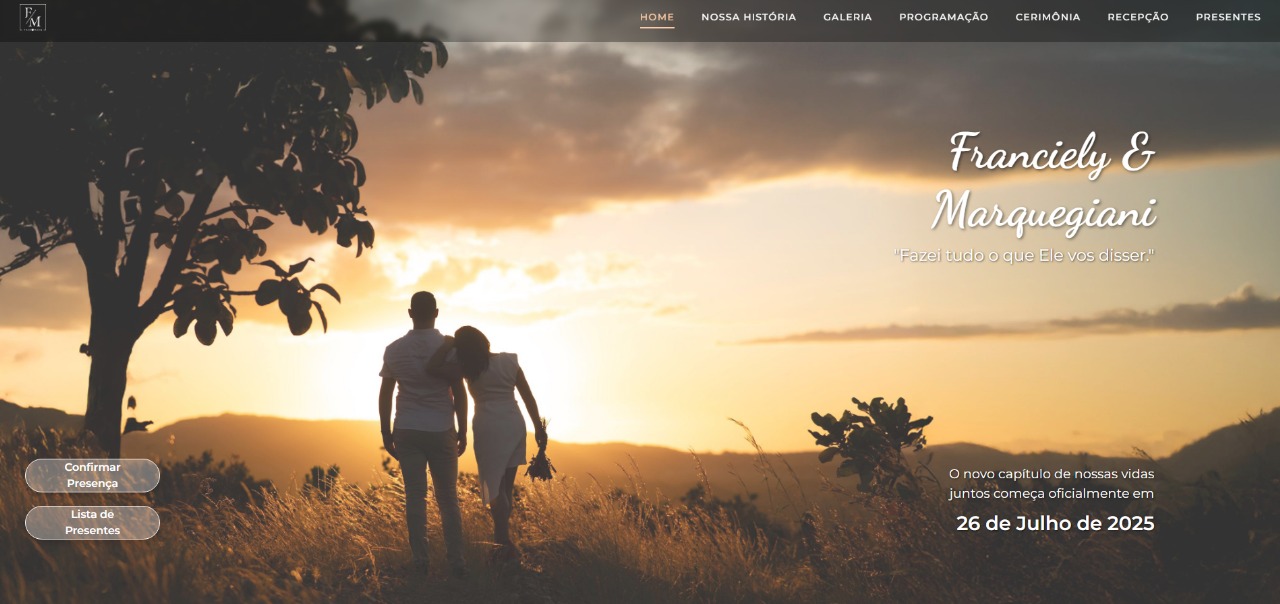 F M
HOME NOSSA HISTÓRIA GALERIA PROGRAMAÇÃO CERIMÔNIA RECEPÇÃO PRESENTES
Franciely &
Marquegiani
"Fazei tudo o que Ele vos disser."
Confirmar
Presença
Lista de
Presentes
O novo capítulo de nossas vidas
juntos começa oficialmente em
26 de Julho de 2025